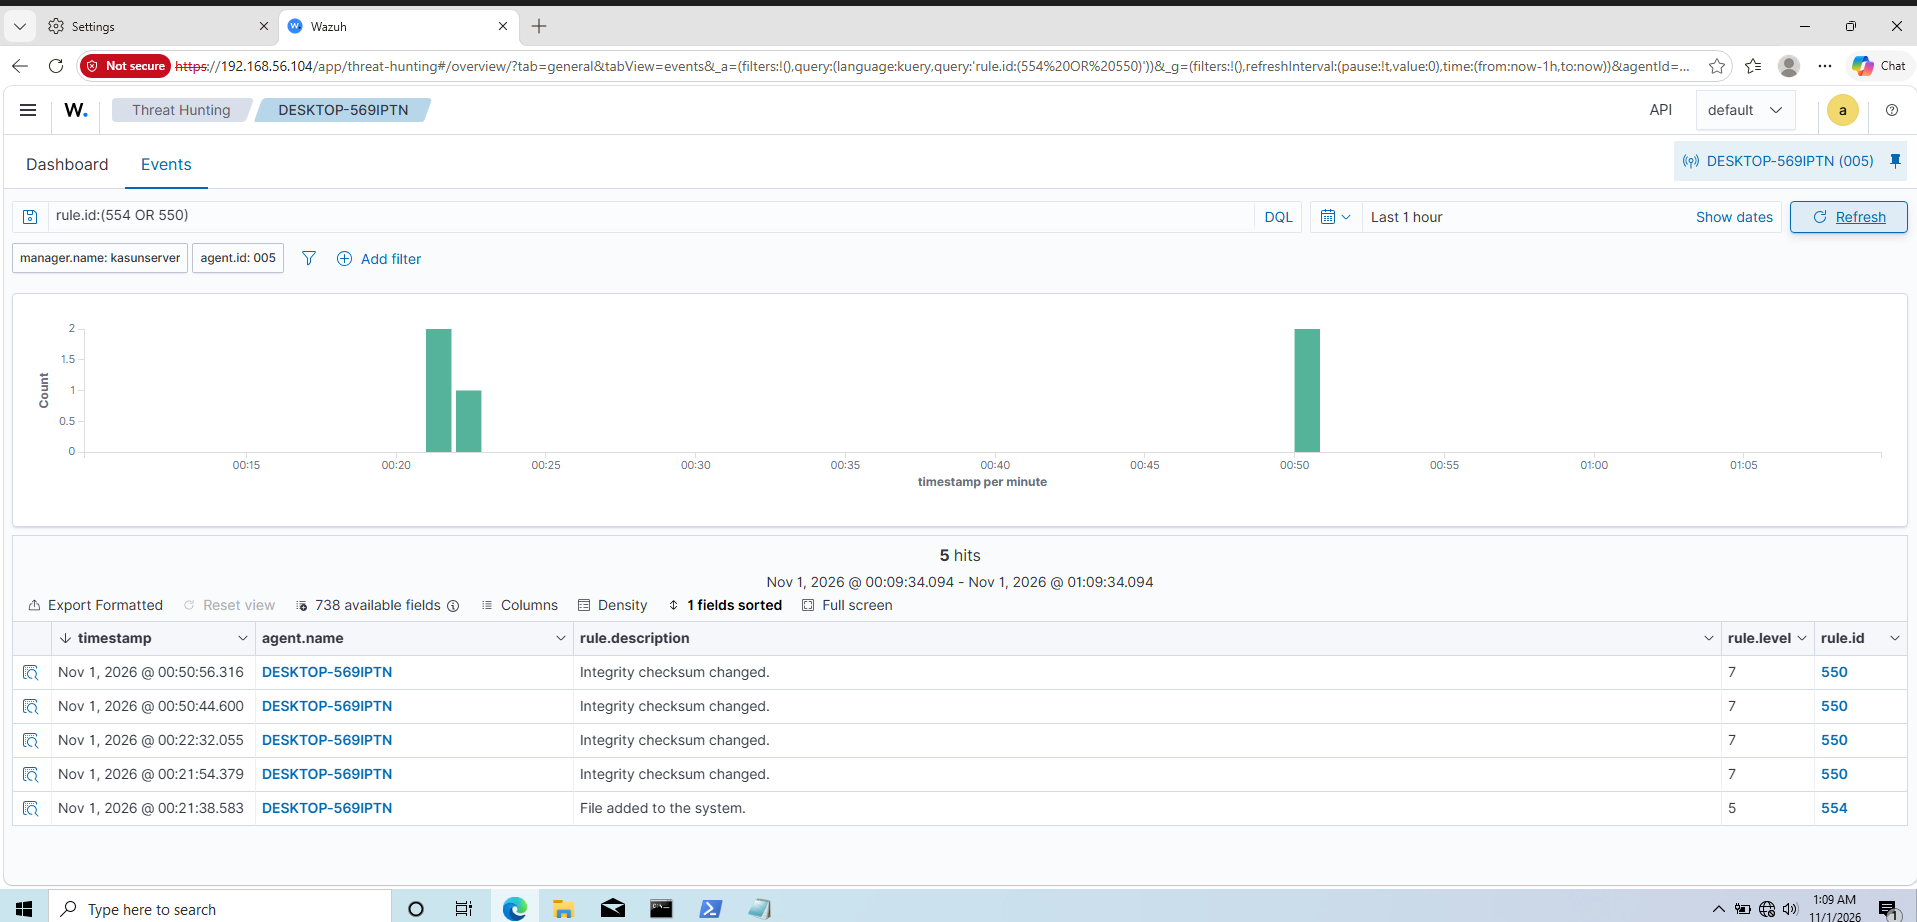 Settings
Wazuh
Not secure https://192.168.56.104/app/threat-hunting#/overview/?tab=general&tabView=events&_a=(filters:!(),query:(language:kuery,query:'rule.id:(554%20OR%20550)'))&_g=(filters:!(),refreshInterval:(pause:!t,value:0),time:(from:now-1h,to:now))&agentId=...
Chat
W. Threat Hunting DESKTOP-569IPTN API default a
Dashboard Events DESKTOP-569IPTN (005)
rule.id:(554 OR 550) DQL Last 1 hour Show dates Refresh
manager.name: kasunserver agent.id: 005 Add filter
2
1.5
1
0.5
0
Count
00:15 00:20 00:25 00:30 00:35 00:40 00:45 00:50 00:55 01:00 01:05
timestamp per minute
5 hits
Nov 1, 2026 @ 00:09:34.094 - Nov 1, 2026 @ 01:09:34.094
Export Formatted Reset view 738 available fields Columns Density 1 fields sorted Full screen
timestamp agent.name rule.description rule.level rule.id
Nov 1, 2026 @ 00:50:56.316 DESKTOP-569IPTN Integrity checksum changed. 7 550
Nov 1, 2026 @ 00:50:44.600 DESKTOP-569IPTN Integrity checksum changed. 7 550
Nov 1, 2026 @ 00:22:32.055 DESKTOP-569IPTN Integrity checksum changed. 7 550
Nov 1, 2026 @ 00:21:54.379 DESKTOP-569IPTN Integrity checksum changed. 7 550
Nov 1, 2026 @ 00:21:38.583 DESKTOP-569IPTN File added to the system. 5 554
Type here to search
1:09 AM
11/1/2026
1